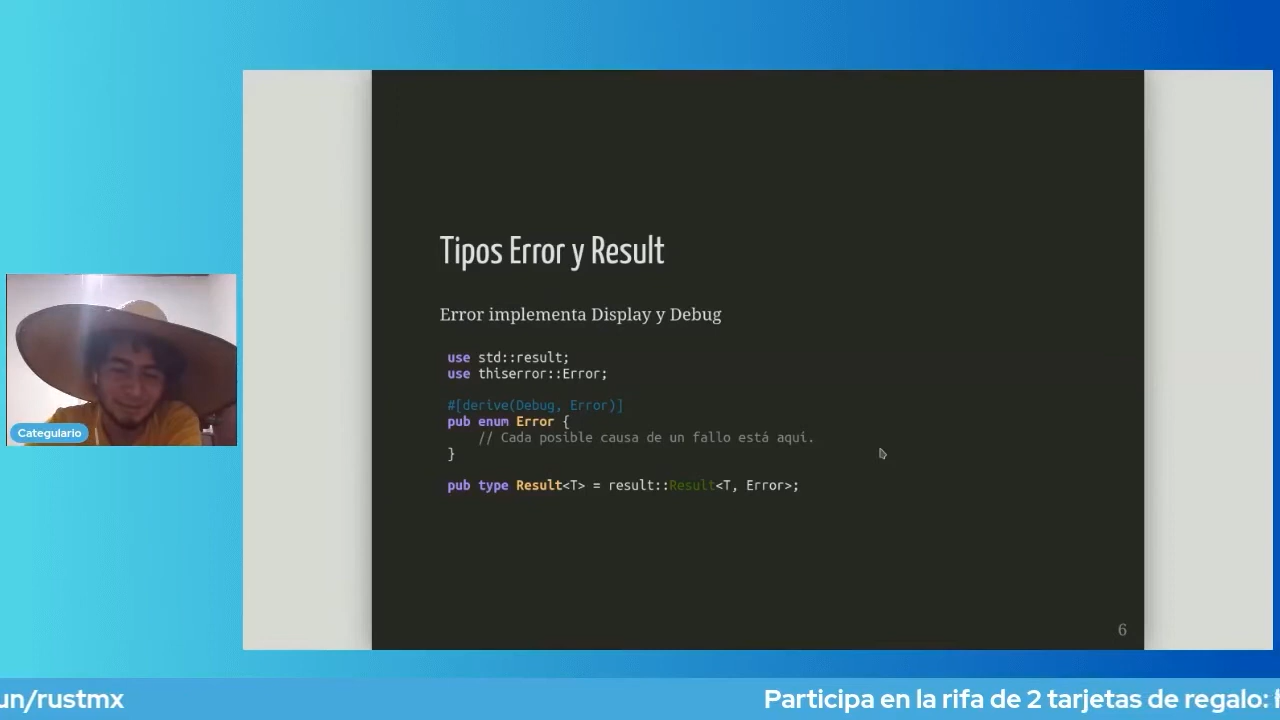 Tipos Error y Result
Error implementa Display y Debug
use std::result;
use thiserror::Error;
#[derive(Debug, Error)]
pub enum Error {
// Cada posible causa de un fallo está aquí.
}
pub type Result<T> = result::Result<T, Error>;
6
Categulario
un/rustmx
Participa en la rifa de 2 tarjetas de regalo: